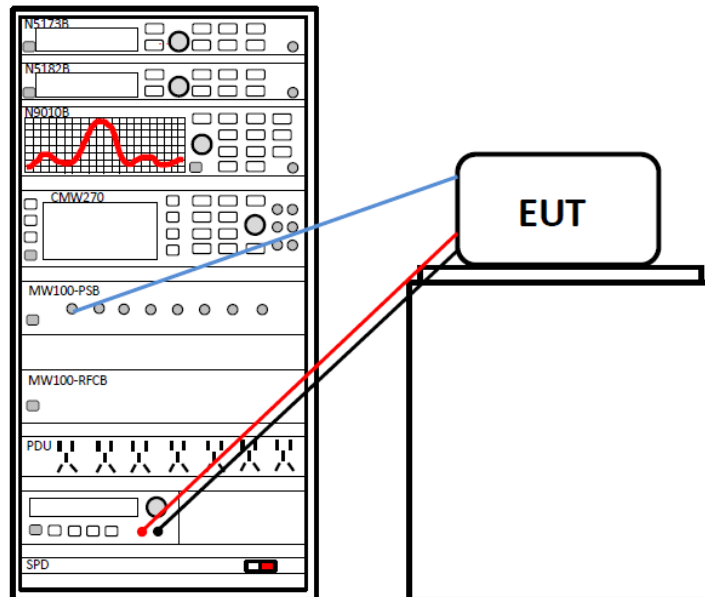 N5173B
N5182B
N9010B
CMW270
EUT
MW100-PSB
MW100-RFCB
PDU
SPD